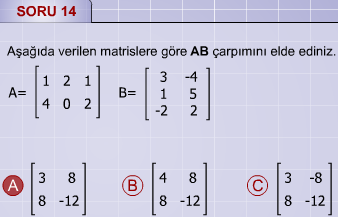 SORU 14
Aşağıda verilen matrislere göre AB çarpımını elde ediniz.
A= [1 2 1 B= [3 -4
4 0 2] 1 5
-2 2]
A [3 8 B [4 8 C [3 -8
8 -12] 8 -12] 8 -12]